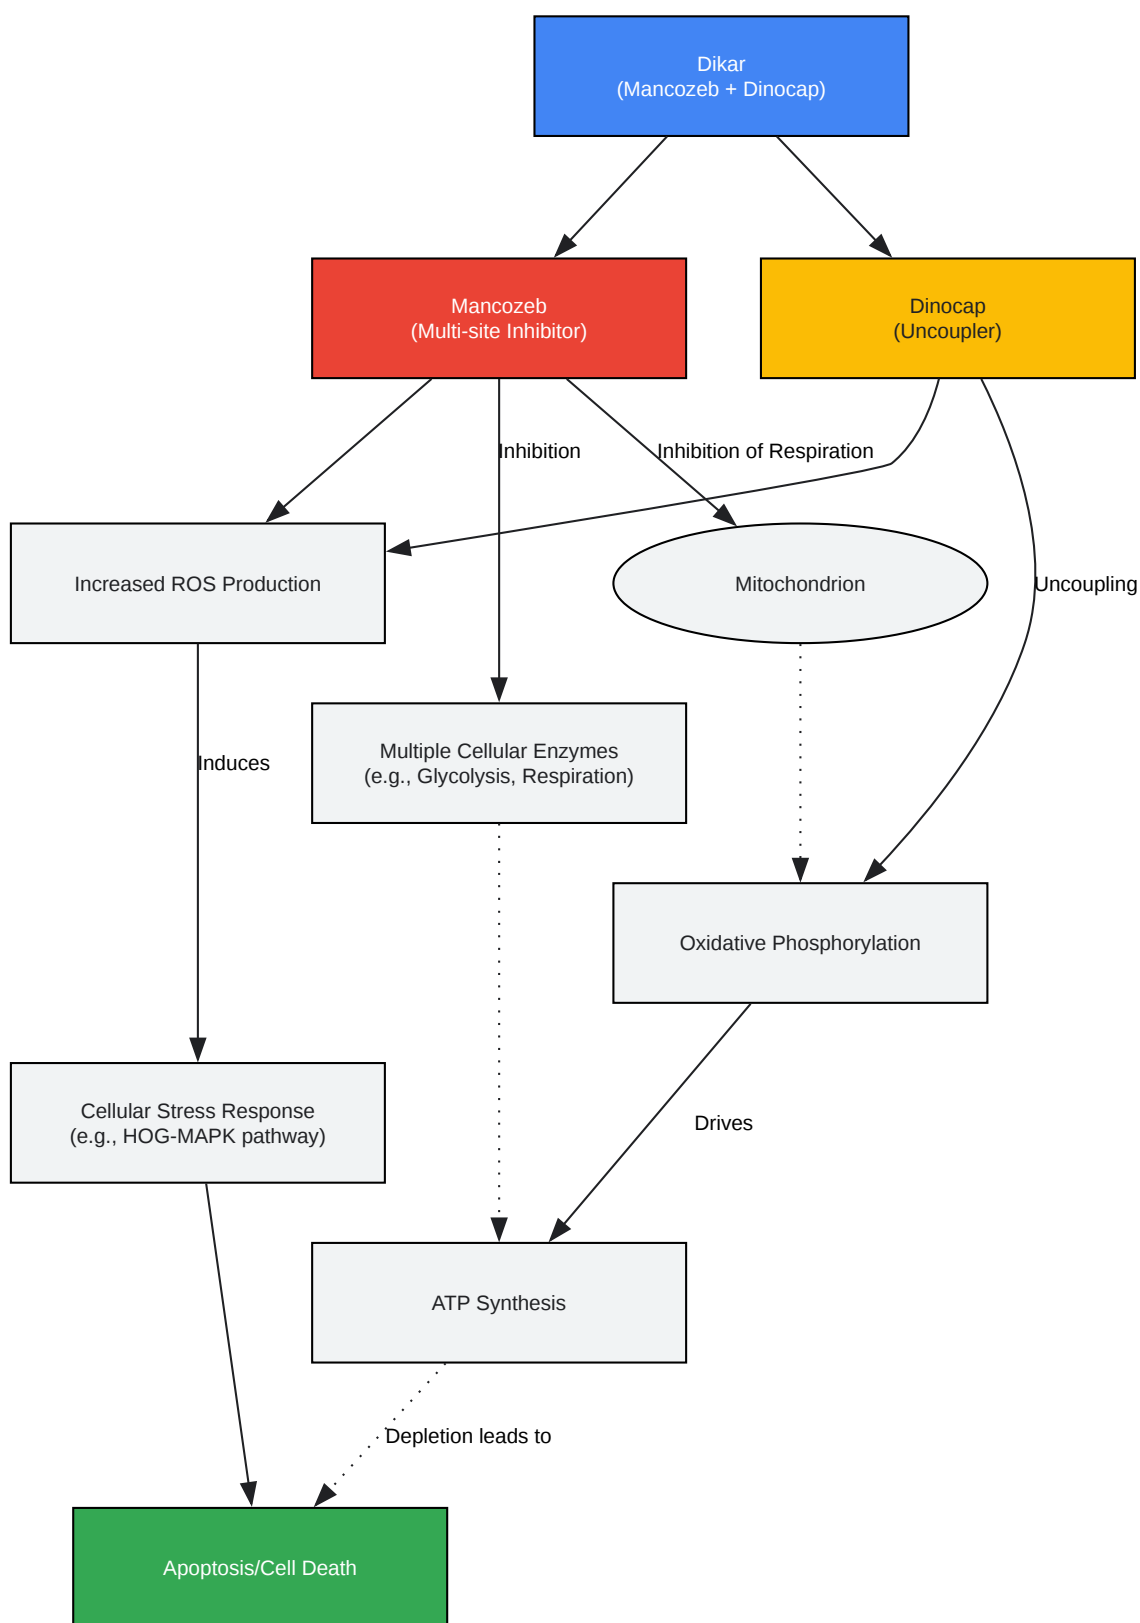 Dikar
(Mancozeb + Dinocap)
Mancozeb
(Multi-site Inhibitor)
Dinocap
(Uncoupler)
Inhibition
Inhibition of Respiration
Increased ROS Production
Mitochondrion
Uncoupling
Multiple Cellular Enzymes
(e.g., Glycolysis, Respiration)
Induces
Oxidative Phosphorylation
Cellular Stress Response
(e.g., HOG-MAPK pathway)
Drives
ATP Synthesis
Depletion leads to
Apoptosis/Cell Death